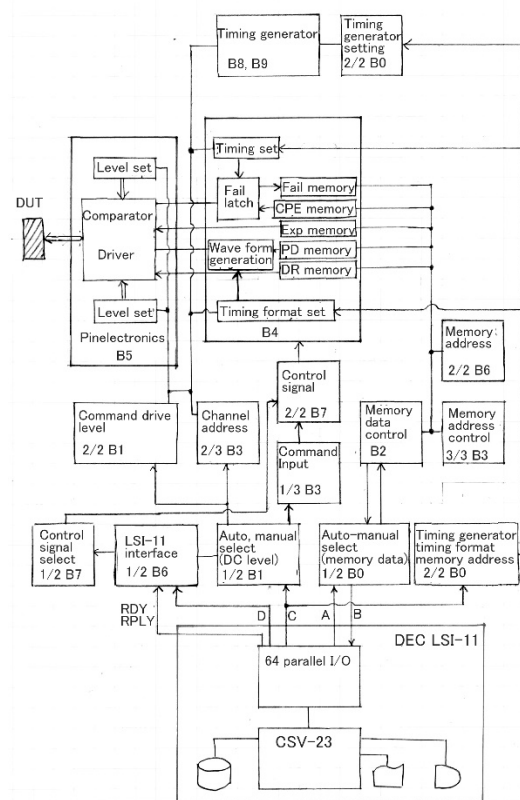 Timing generator
B8, B9
Timing
generator
setting
2/2 B0
Timing set
Level set
Fail
latch
Fail memory
CPE memory
DUT
Comparator
Exp memory
Driver
Wave form
generation
PD memory
DR memory
Level set
Timing format set
Pinelectronics
B5
B4
Memory
address
2/2 B6
Control
signal
2/2 B7
Command drive
level
2/2 B1
Channel
address
2/3 B3
Memory
data
control
B2
Memory
address control
3/3 B3
Command
Input
1/3 B3
Control
signal
select
1/2 B7
LSI-11
interface
1/2 B6
Auto, manual
select
(DC level)
1/2 B1
Auto-manual
select
(memory data)
1/2 B0
Timing generator
timing format
memory address
2/2 B0
RDY
RPLY
D
C
A
B
DEC LSI-11
64 parallel I/O
CSV-23